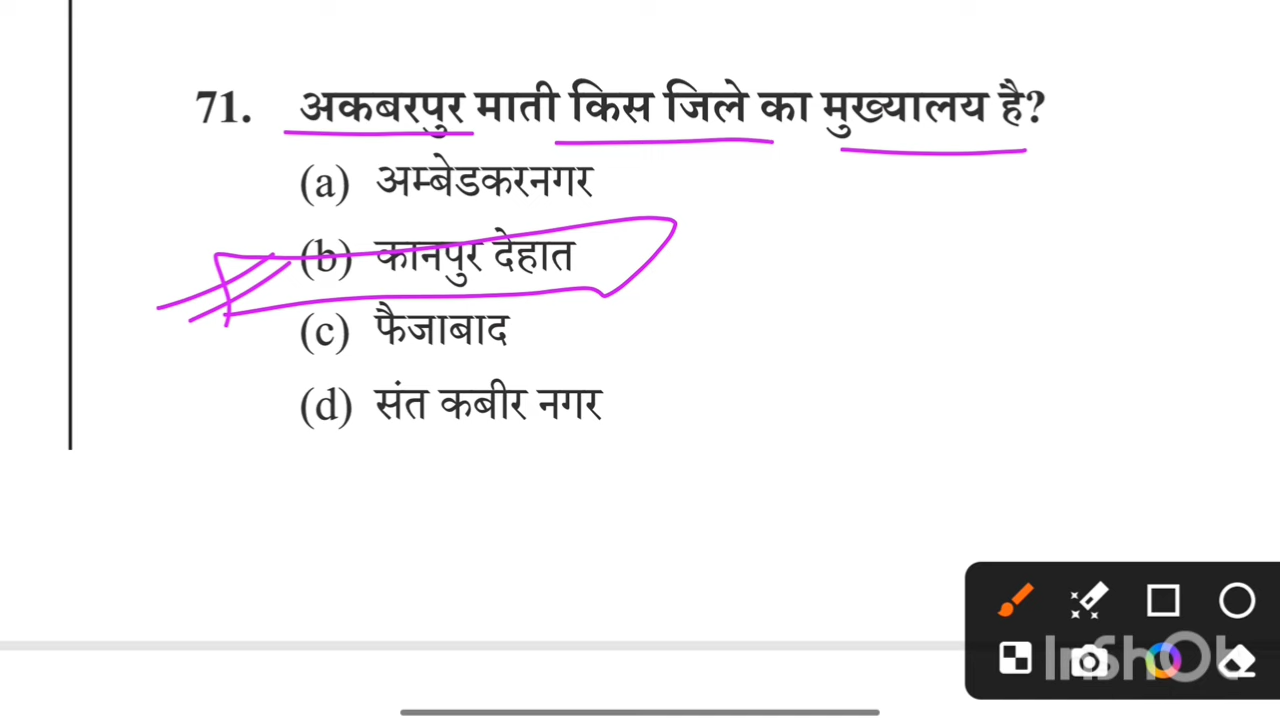 71. अकबरपुर माती किस जिले का मुख्यालय है?
(a) अम्बेडकरनगर
(b) कानपुर देहात
(c) फैजाबाद
(d) संत कबीर नगर
InShOt